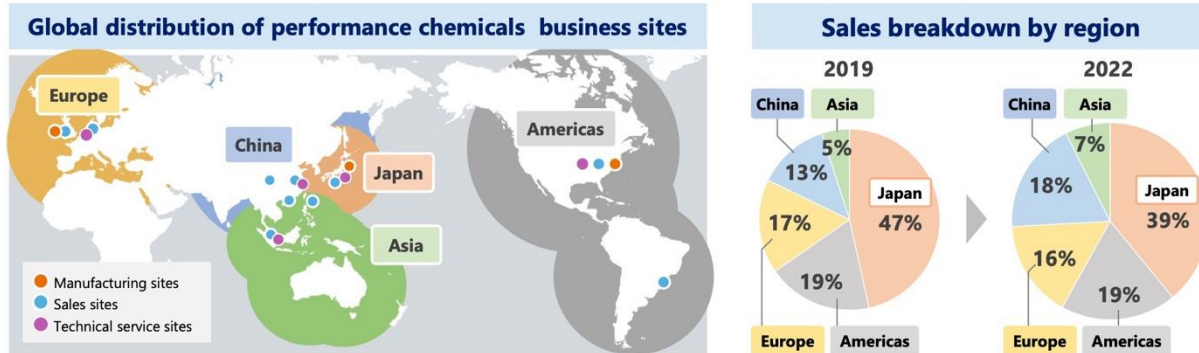 Global distribution of performance chemicals business sites
Europe
China
Japan
Asia
Americas
Manufacturing sites
Sales sites
Technical service sites
Sales breakdown by region
2019
China
Asia
5%
13%
Japan
47%
17%
19%
Europe
Americas
2022
China
Asia
7%
18%
Japan
39%
16%
19%
Europe
Americas